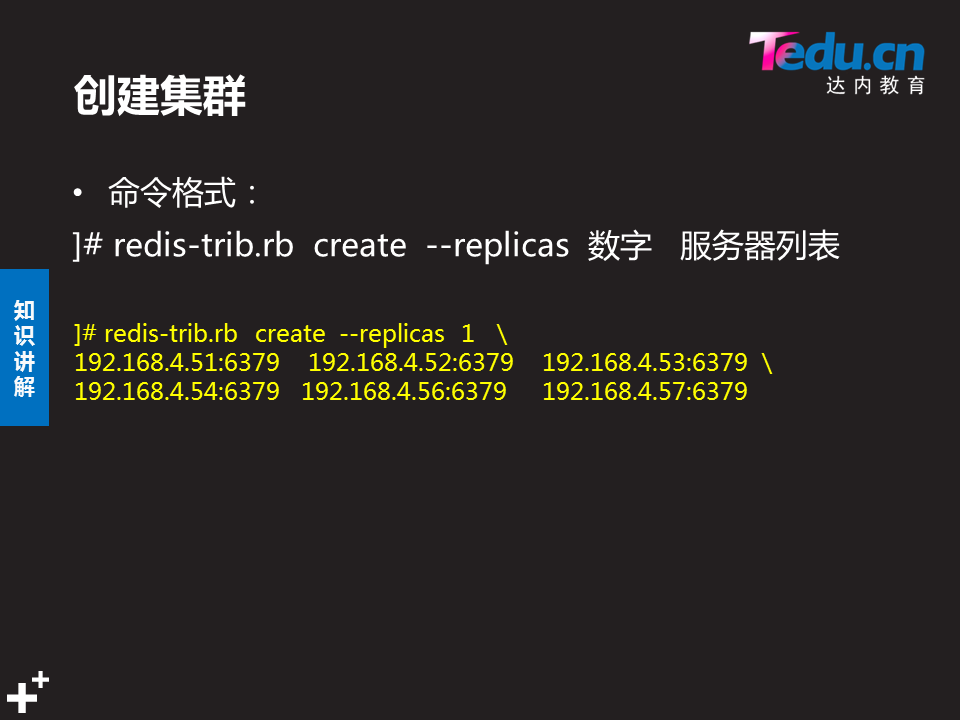 Tedu.cn
达内教育
创建集群
• 命令格式：
]# redis-trib.rb create --replicas 数字 服务器列表
知识讲解
]# redis-trib.rb create --replicas 1 \
192.168.4.51:6379 192.168.4.52:6379 192.168.4.53:6379 \
192.168.4.54:6379 192.168.4.56:6379 192.168.4.57:6379